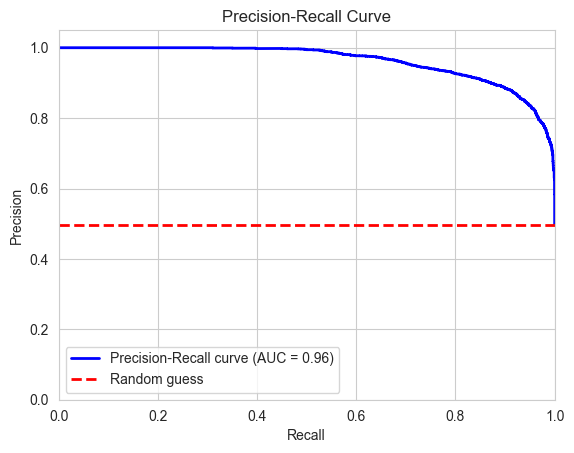 Precision-Recall Curve
1.0
0.8
0.6
0.4
0.2
0.0
Precision
Precision-Recall curve (AUC = 0.96)
Random guess
0.0 0.2 0.4 0.6 0.8 1.0
Recall